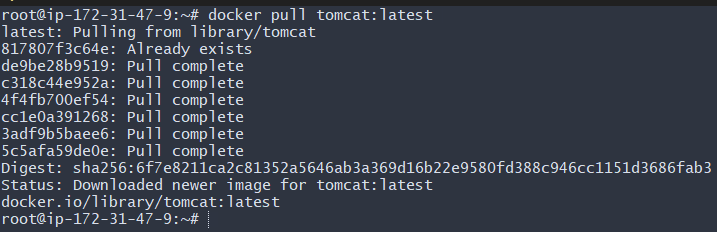 root@ip-172-31-47-9:~# docker pull tomcat:latest
latest: Pulling from library/tomcat
817807f3c64e: Already exists
de9be28b9519: Pull complete
c318c44e952a: Pull complete
4f4fb700ef54: Pull complete
cc1e0a391268: Pull complete
3adf9b5baee6: Pull complete
5c5afa59de0e: Pull complete
Digest: sha256:6f7e8211ca2c81352a5646ab3a369d16b22e9580fd388c946cc1151d3686fab3
Status: Downloaded newer image for tomcat:latest
docker.io/library/tomcat:latest
root@ip-172-31-47-9:~#